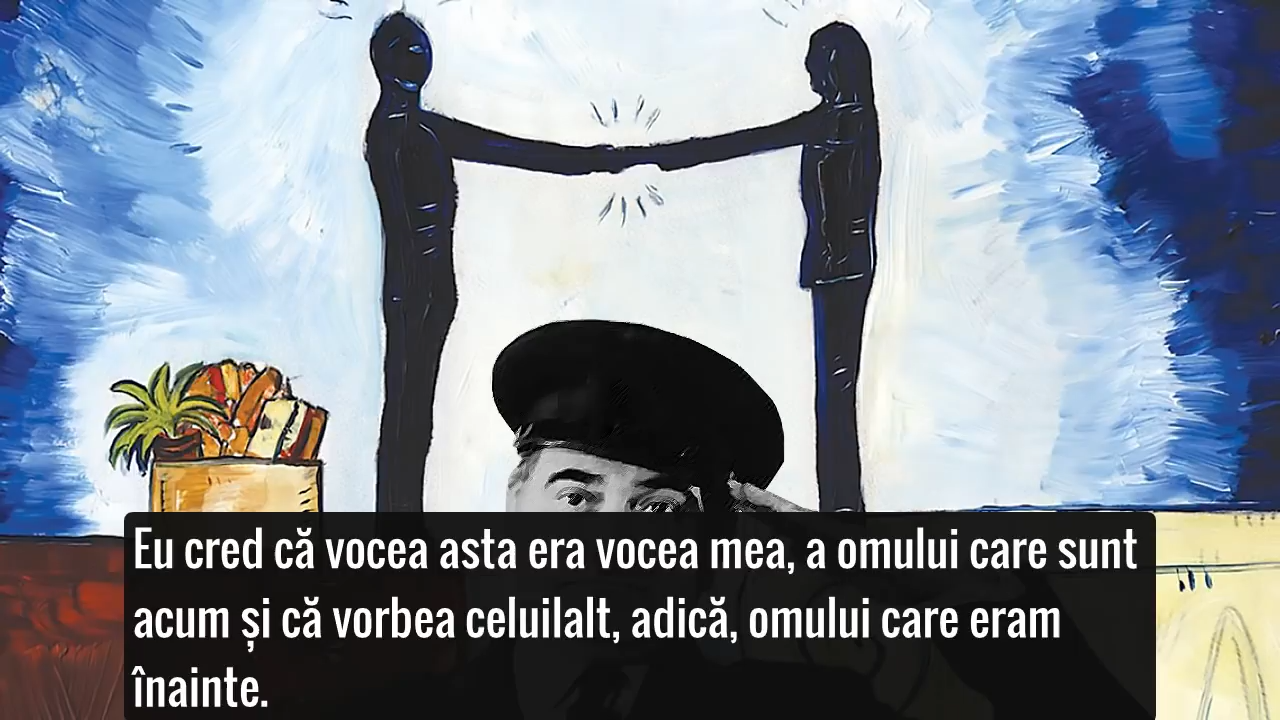 Eu cred că vocea asta era vocea mea, a omului care sunt
acum și că vorbea celuilalt, adică, omului care eram
înainte.